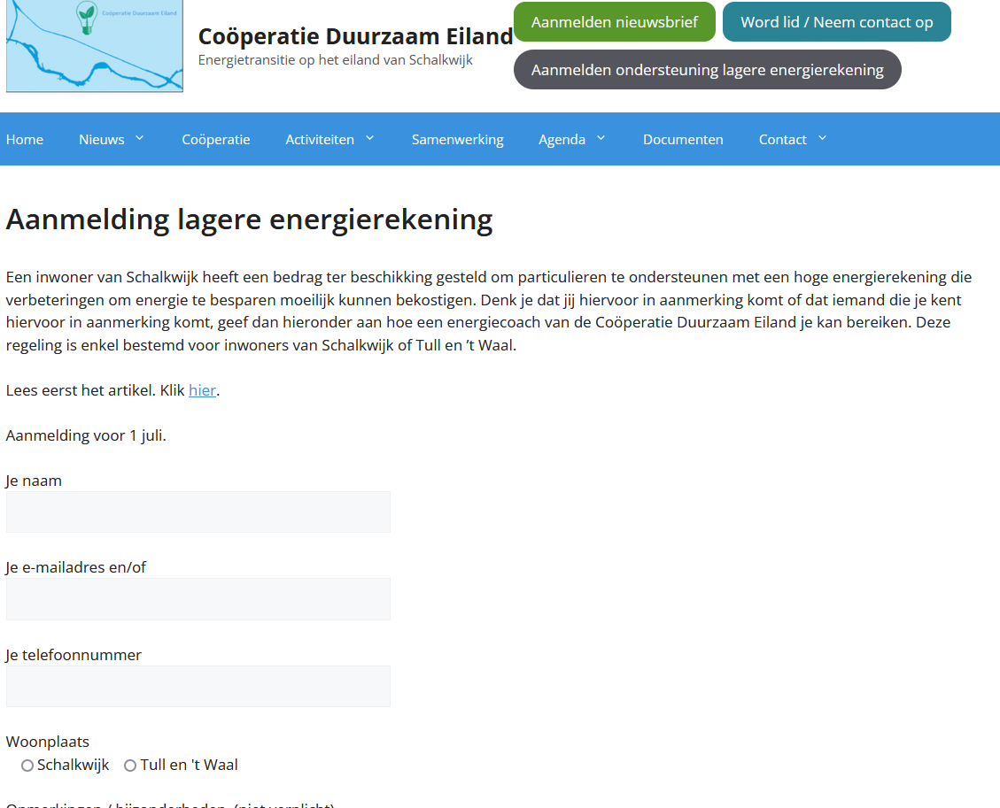 Coöperatie Duurzaam Eiland
Coöperatie Duurzaam Eiland
Energietransitie op het eiland van Schalkwijk
Aanmelden nieuwsbrief
Word lid / Neem contact op
Aanmelden ondersteuning lagere energierekening
Home Nieuws Coöperatie Activiteiten Samenwerking Agenda Documenten Contact
Aanmelding lagere energierekening
Een inwoner van Schalkwijk heeft een bedrag ter beschikking gesteld om particulieren te ondersteunen met een hoge energierekening die
verbeteringen om energie te besparen moeilijk kunnen bekostigen. Denk je dat jij hiervoor in aanmerking komt of dat iemand die je kent
hiervoor in aanmerking komt, geef dan hieronder aan hoe een energiecoach van de Coöperatie Duurzaam Eiland je kan bereiken. Deze
regeling is enkel bestemd voor inwoners van Schalkwijk of Tull en ’t Waal.
Lees eerst het artikel. Klik hier.
Aanmelding voor 1 juli.
Je naam
Je e-mailadres en/of
Je telefoonnummer
Woonplaats
Schalkwijk Tull en 't Waal
Opmerkingen / bijzonderheden (niet verplicht)